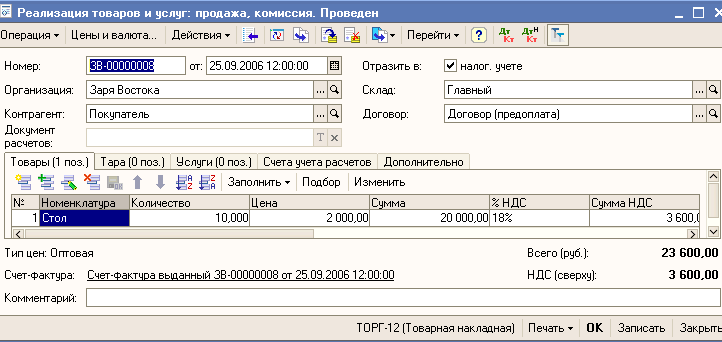 Реализация товаров и услуг: продажа, комиссия. Проведен
Операция Цены и валюта... Действия Перейти ? Дт Кт ДтН Кт Тт
Номер: ЗВ-00000008 от: 25.09.2006 12:00:00 Отразить в: налог. учете
Организация: Заря Востока ... Склад: Главный ...
Контрагент: Покупатель ... Договор: Договор (предоплата) ...
Документ расчетов: T ×
Товары (1 поз.) Тара (0 поз.) Услуги (0 поз.) Счета учета расчетов Дополнительно
Заполнить Подбор Изменить
№ Номенклатура Количество Цена Сумма % НДС Сумма НДС
1 Стол 10,000 2 000,00 20 000,00 18% 3 600,0
Тип цен: Оптовая Всего (руб.): 23 600,00
Счет-фактура: Счет-фактура выданный ЗВ-00000008 от 25.09.2006 12:00:00 НДС (сверху): 3 600,00
Комментарий:
ТОРГ-12 (Товарная накладная) Печать OK Записать Закрыть